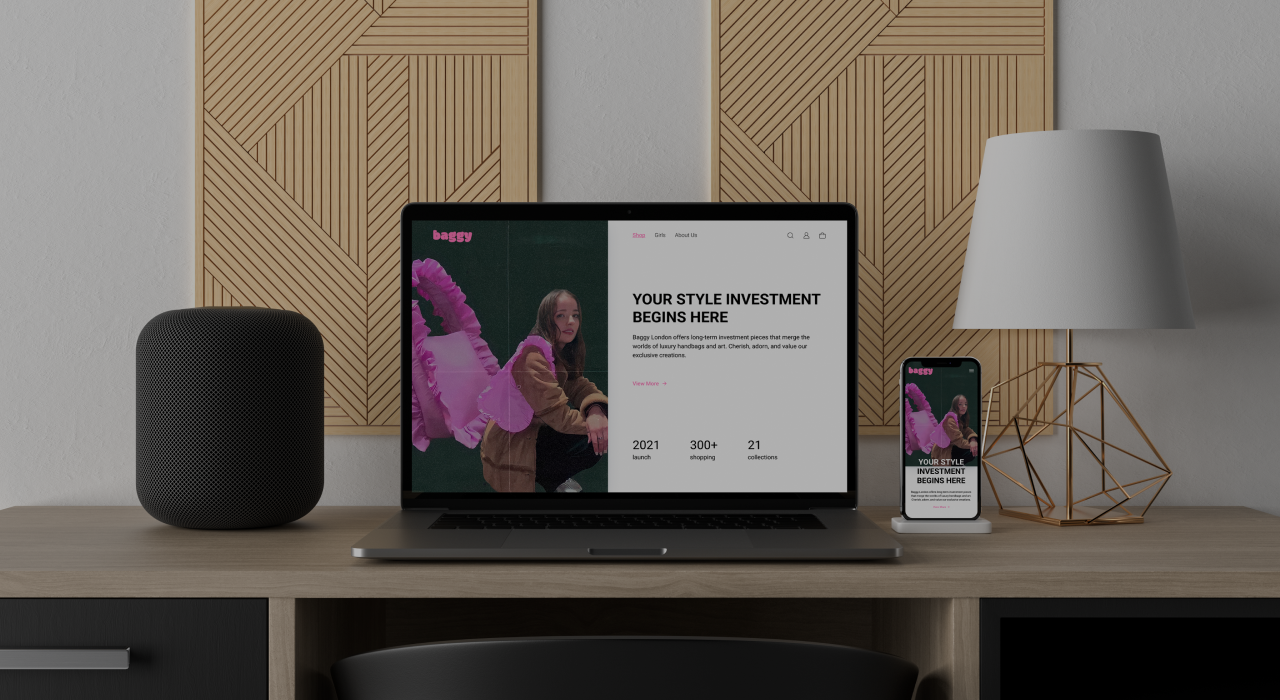 baggy
Shop Girls About Us
YOUR STYLE INVESTMENT
BEGINS HERE
Baggy London offers long-term investment pieces that merge the
worlds of luxury handbags and art. Cherish, adorn, and value our
exclusive creations.
View More →
2021 300+ 21
launch shopping collections
baggy
YOUR STYLE
INVESTMENT
BEGINS HERE